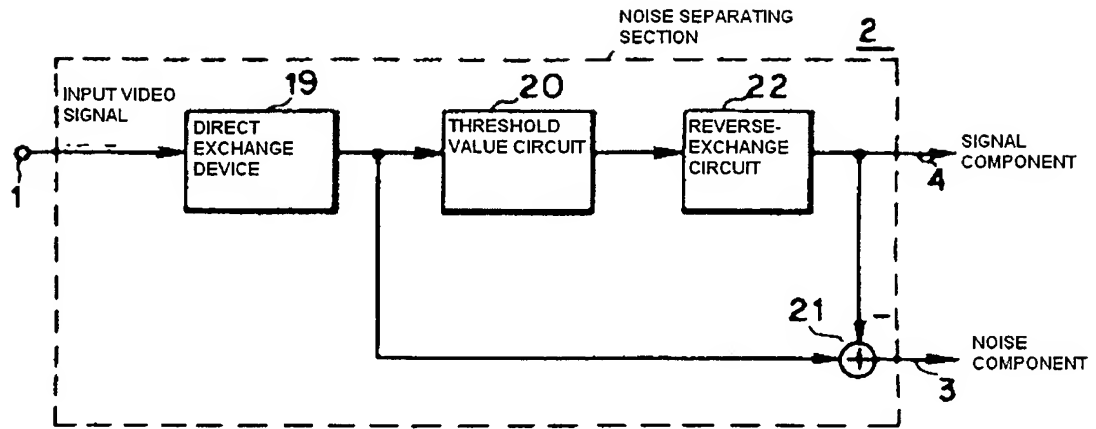 NOISE SEPARATING
SECTION
2
INPUT VIDEO
SIGNAL
19
20
22
DIRECT
EXCHANGE
DEVICE
THRESHOLD
VALUE CIRCUIT
REVERSE-
EXCHANGE
CIRCUIT
1
4
SIGNAL
COMPONENT
21
−
+
3
NOISE
COMPONENT